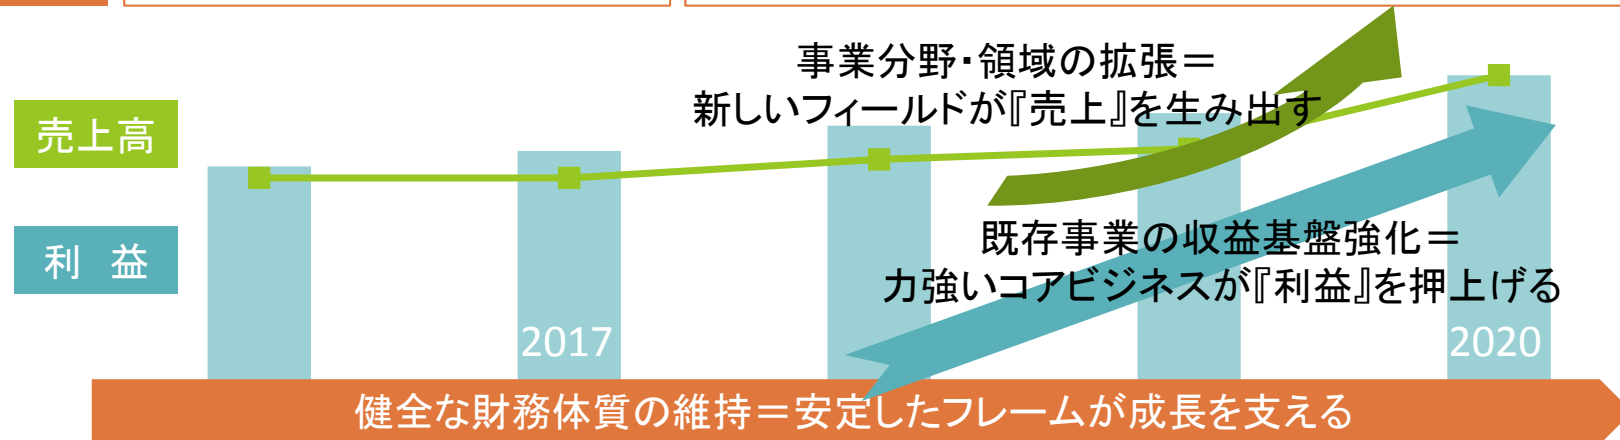 事業分野・領域の拡張＝
新しいフィールドが『売上』を生み出す
売上高
利　益
既存事業の収益基盤強化＝
力強いコアビジネスが『利益』を押上げる
2017
2020
健全な財務体質の維持＝安定したフレームが成長を支える